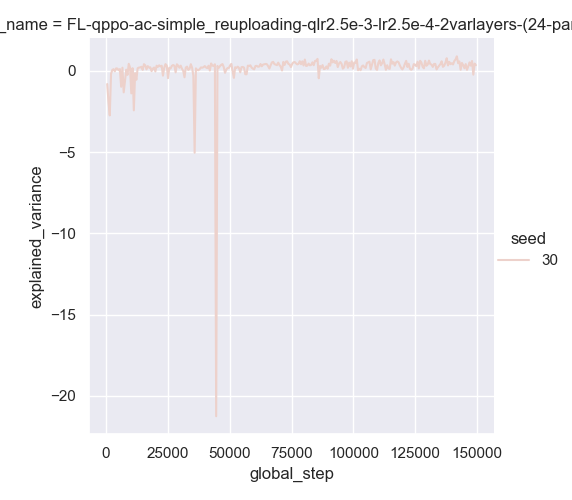 _name = FL-qppo-ac-simple_reuploading-qlr2.5e-3-lr2.5e-4-2varlayers-(24-par
0
−5
−10
−15
−20
explained_variance
0 25000 50000 75000 100000 125000 150000
global_step
seed
30